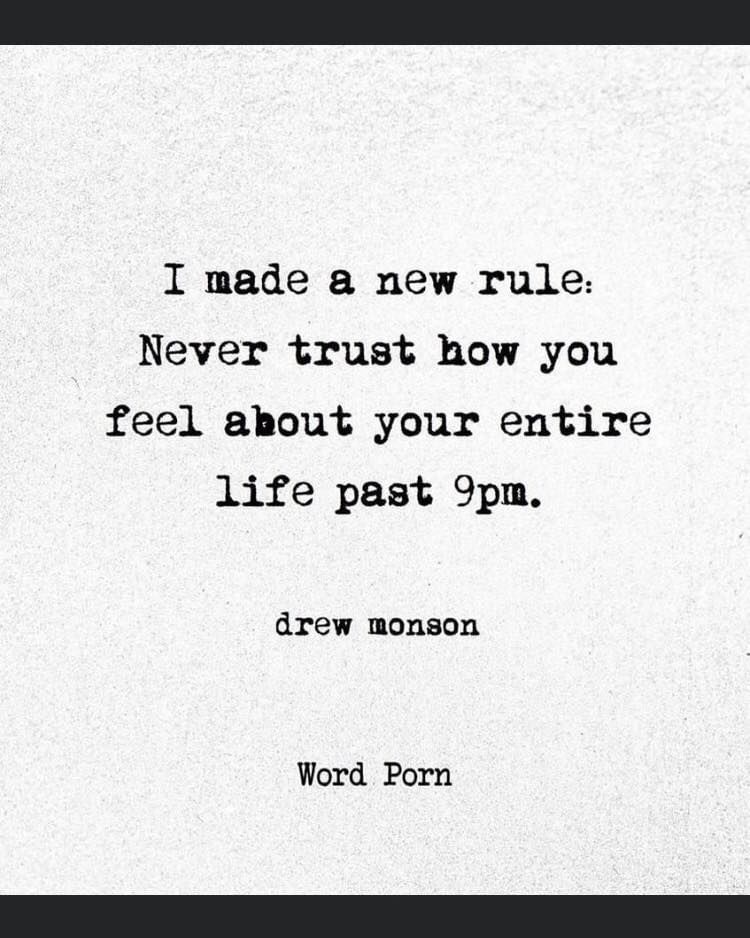 I made a new rule:
Never trust how you
feel about your entire
life past 9pm.
drew monson
Word Porn